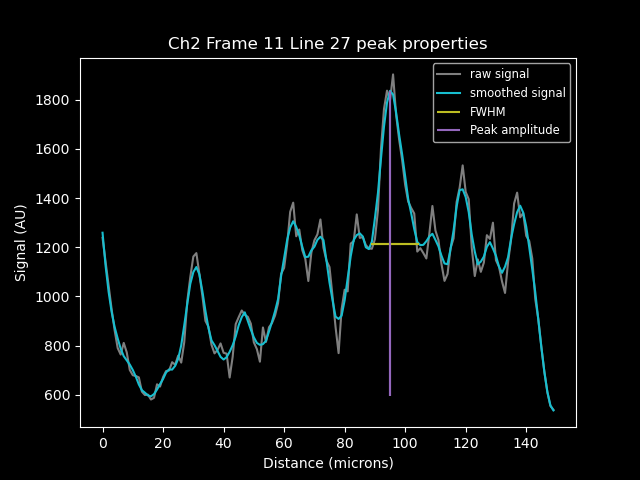 Ch2 Frame 11 Line 27 peak properties
raw signal
smoothed signal
FWHM
Peak amplitude
Signal (AU)
1800
1600
1400
1200
1000
800
600
0 20 40 60 80 100 120 140
Distance (microns)